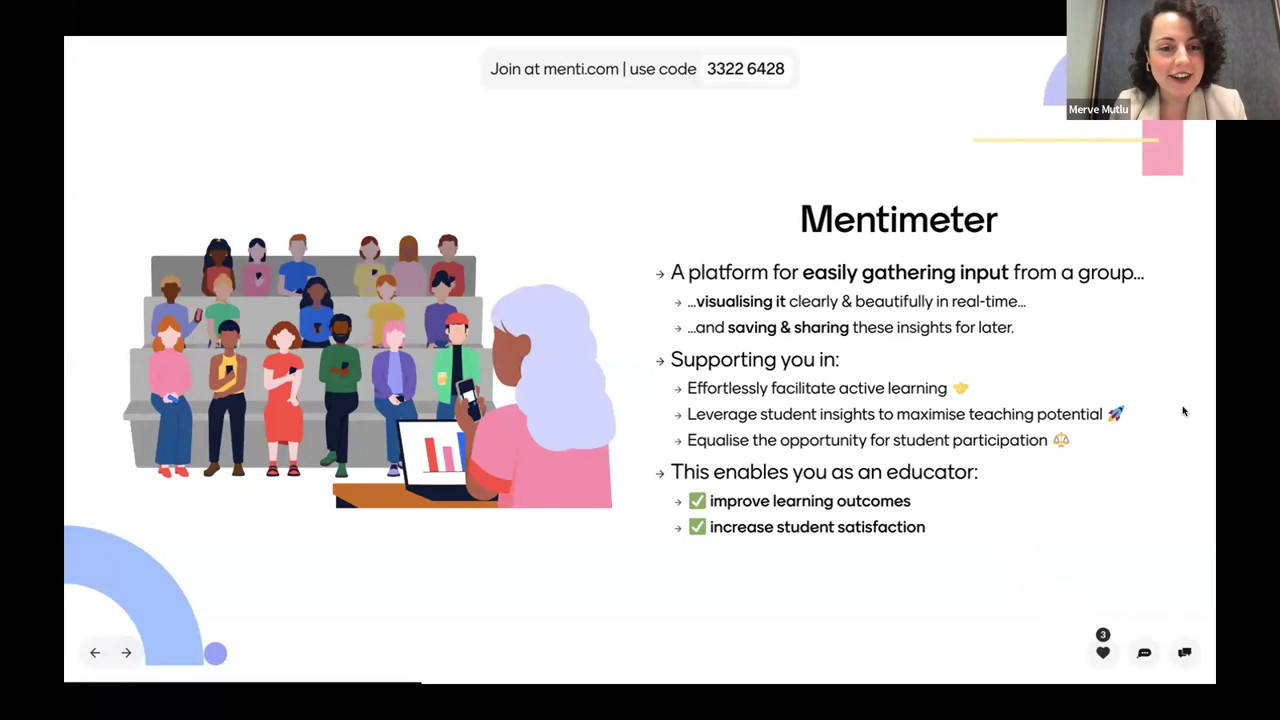 Join at menti.com | use code 3322 6428
Merve Mutlu
Mentimeter
→ A platform for easily gathering input from a group...
→ ...visualising it clearly & beautifully in real-time...
→ ...and saving & sharing these insights for later.
→ Supporting you in:
→ Effortlessly facilitate active learning 🤝
→ Leverage student insights to maximise teaching potential 🚀
→ Equalise the opportunity for student participation ⚖️
→ This enables you as an educator:
→ ✅ improve learning outcomes
→ ✅ increase student satisfaction
3